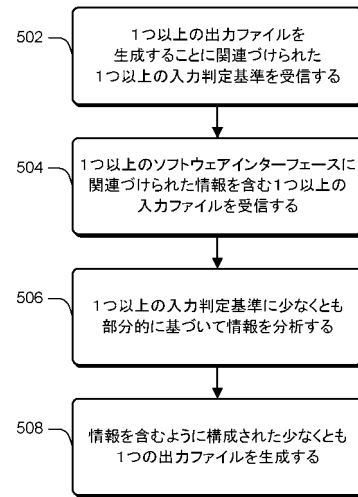 502
1つ以上の出力ファイルを
生成することに関連づけられた
1つ以上の入力判定基準を受信する
504
1つ以上のソフトウェアインターフェースに
関連づけられた情報を含む1つ以上の
入力ファイルを受信する
506
1つ以上の入力判定基準に少なくとも
部分的に基づいて情報を分析する
508
情報を含むように構成された少なくとも
1つの出力ファイルを生成する